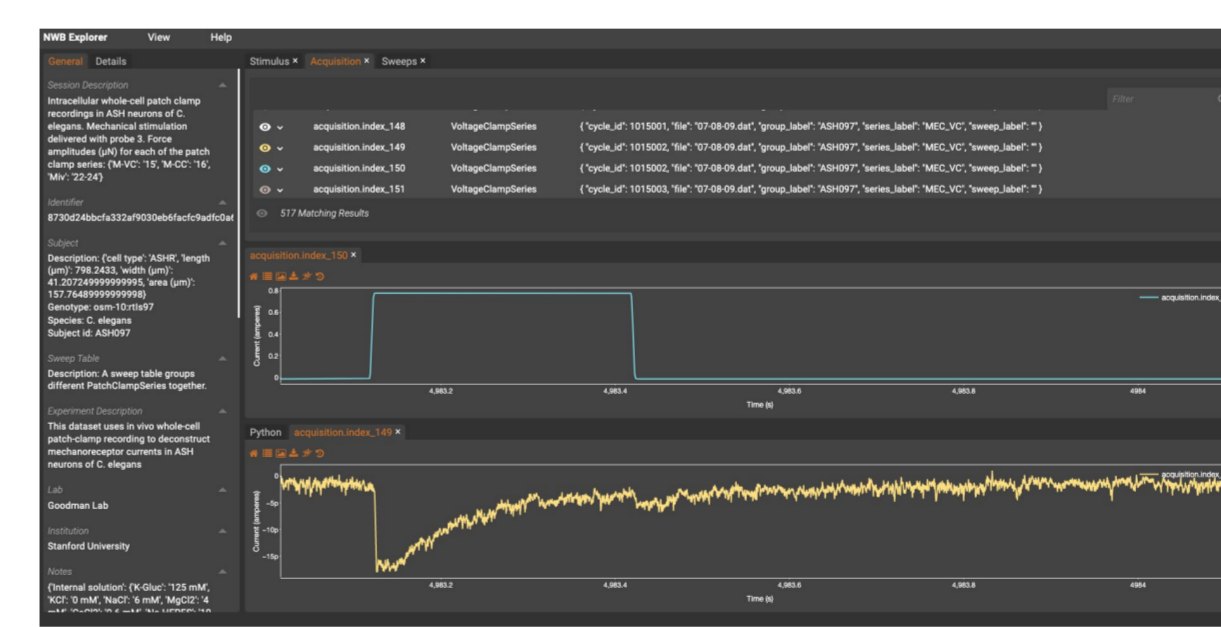 NWB Explorer View Help
General Details
Session Description
Intracellular whole-cell patch clamp
recordings in ASH neurons of C.
elegans. Mechanical stimulation
delivered with probe 3. Force
amplitudes (µN) for each of the patch
clamp series: {'M-VC': '15', 'M-CC': '16',
'Miv': '22-24'}
Identifier
8730d24bbcfa332af9030eb6facfc9adfc0a
Subject
Description: {'cell type': 'ASHR', 'length
(µm)': 798.2433, 'width (µm)':
41.207249999999995, 'area (µm)':
157.76489999999998}
Genotype: osm-10:rtIs97
Species: C. elegans
Subject id: ASH097
Sweep Table
Description: A sweep table groups
different PatchClampSeries together.
Experiment Description
This dataset uses in vivo whole-cell
patch-clamp recording to deconstruct
mechanoreceptor currents in ASH
neurons of C. elegans
Lab
Goodman Lab
Institution
Stanford University
Notes
{'Internal solution': {'K-Gluc': '125 mM',
'KCl': '0 mM', 'NaCl': '6 mM', 'MgCl2': '4
Stimulus × Acquisition × Sweeps ×
Filter
acquisition.index_148 VoltageClampSeries { "cycle_id": 1015001, "file": "07-08-09.dat", "group_label": "ASH097", "series_label": "MEC_VC", "sweep_label": "" }
acquisition.index_149 VoltageClampSeries { "cycle_id": 1015002, "file": "07-08-09.dat", "group_label": "ASH097", "series_label": "MEC_VC", "sweep_label": "" }
acquisition.index_150 VoltageClampSeries { "cycle_id": 1015002, "file": "07-08-09.dat", "group_label": "ASH097", "series_label": "MEC_VC", "sweep_label": "" }
acquisition.index_151 VoltageClampSeries { "cycle_id": 1015003, "file": "07-08-09.dat", "group_label": "ASH097", "series_label": "MEC_VC", "sweep_label": "" }
517 Matching Results
acquisition.index_150 ×
0.8
0.6
0.4
0.2
0
Current (amperes)
acquisition.index_
4,983.2 4,983.4 4,983.6 4,983.8 4984
Time (s)
Python acquisition.index_149 ×
0
−5p
−10p
−15p
Current (amperes)
acquisition.index_
4,983.2 4,983.4 4,983.6 4,983.8 4984
Time (s)